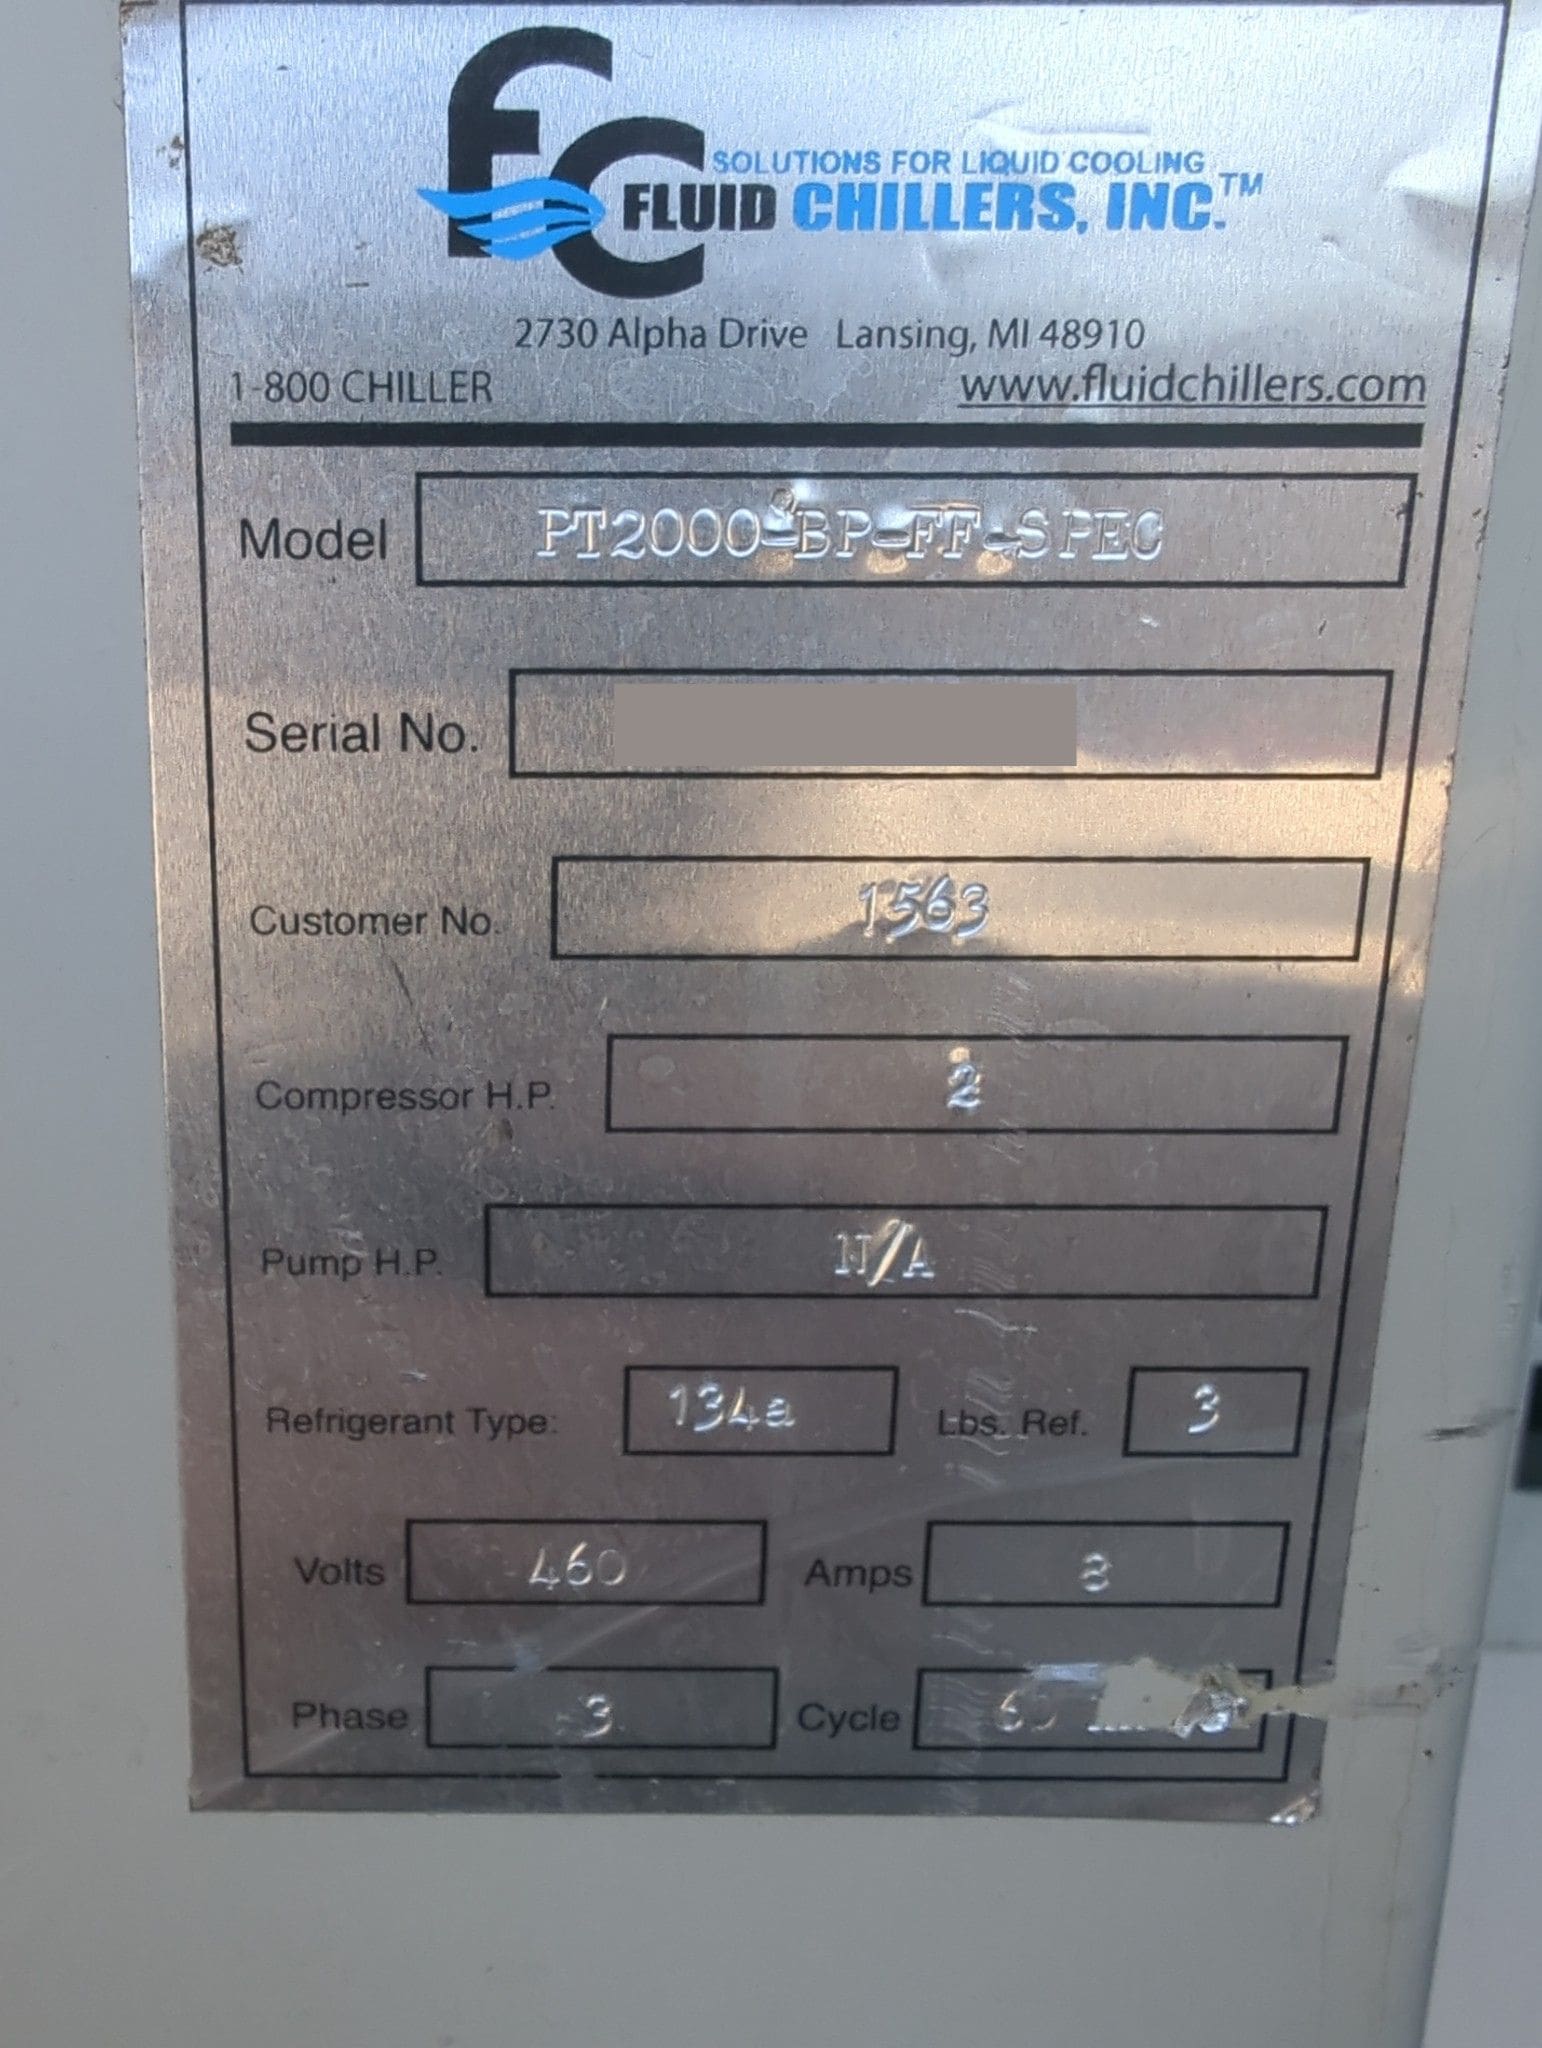 fC
SOLUTIONS FOR LIQUID COOLING
FLUID CHILLERS, INC.™
2730 Alpha Drive Lansing, MI 48910
1-800 CHILLER www.fluidchillers.com
Model PT2000-BP-FF-SPEC
Serial No.
Customer No. 1563
Compressor H.P. 2
Pump H.P. N/A
Refrigerant Type: 134a Lbs. Ref. 3
Volts 460 Amps 8
Phase 3 Cycle 60